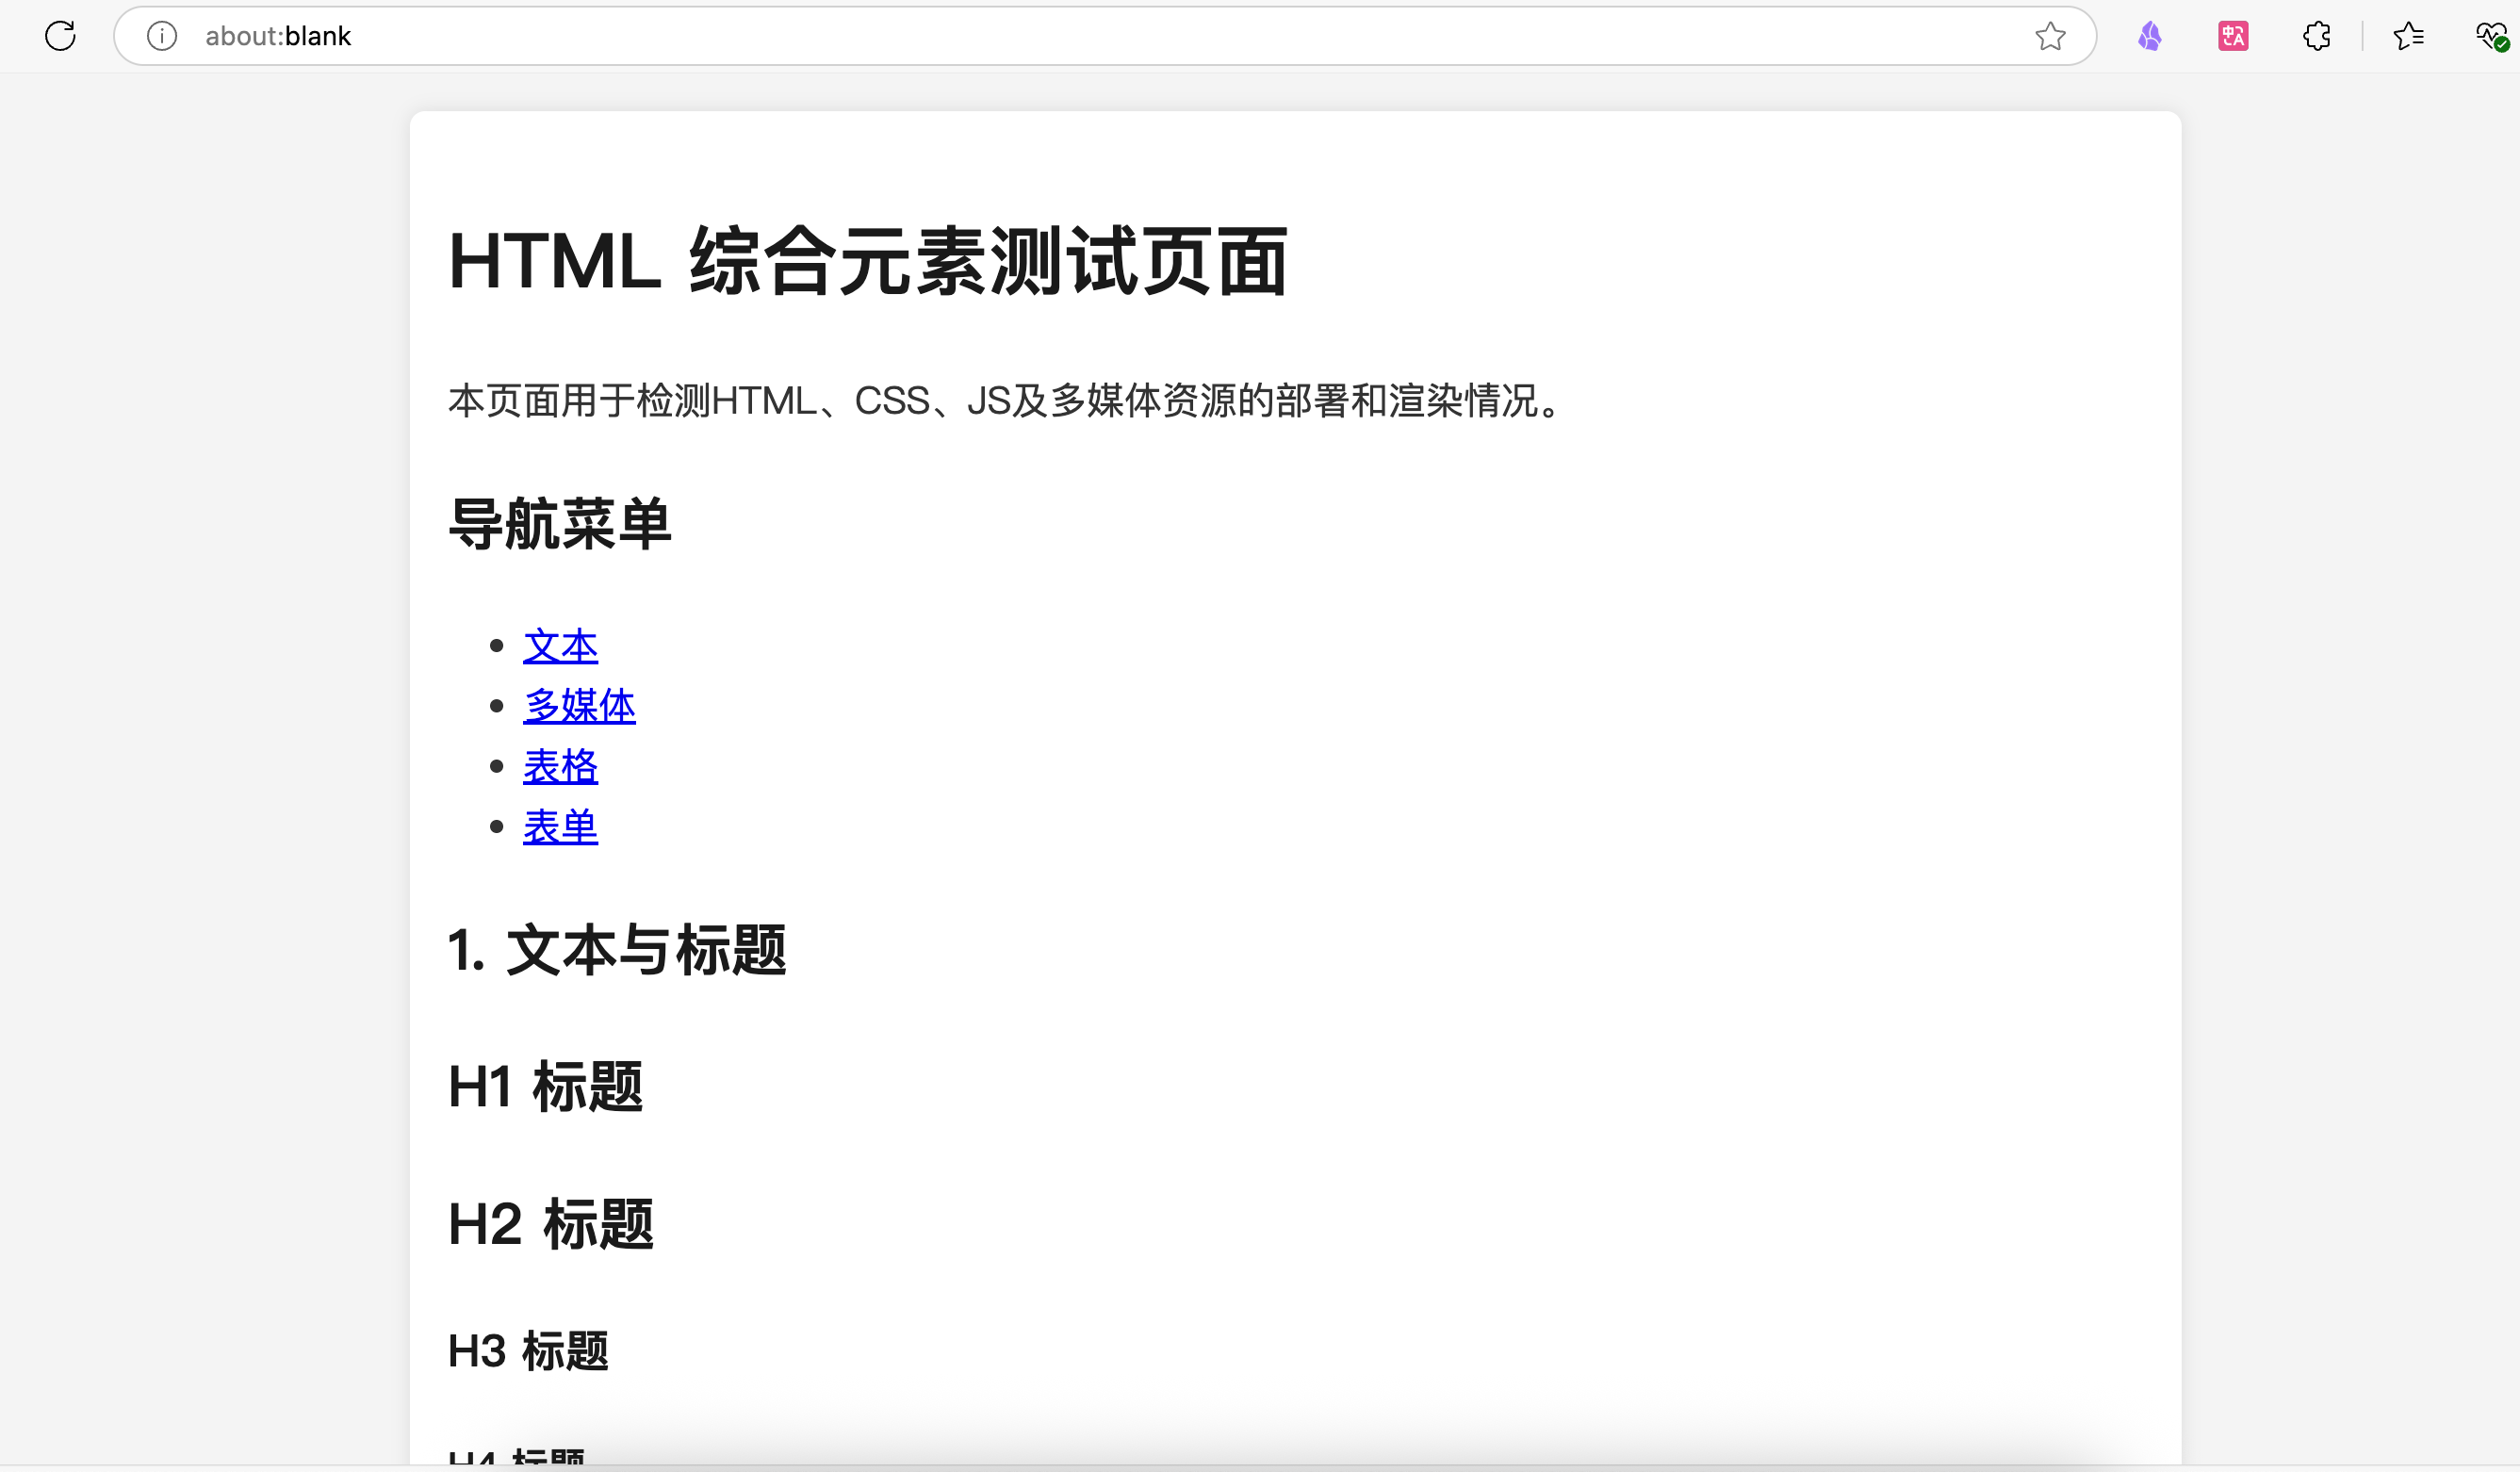 about:blank
HTML 综合元素测试页面
本页面用于检测HTML、CSS、JS及多媒体资源的部署和渲染情况。
导航菜单
文本
多媒体
表格
表单
1. 文本与标题
H1 标题
H2 标题
H3 标题
H4 标题